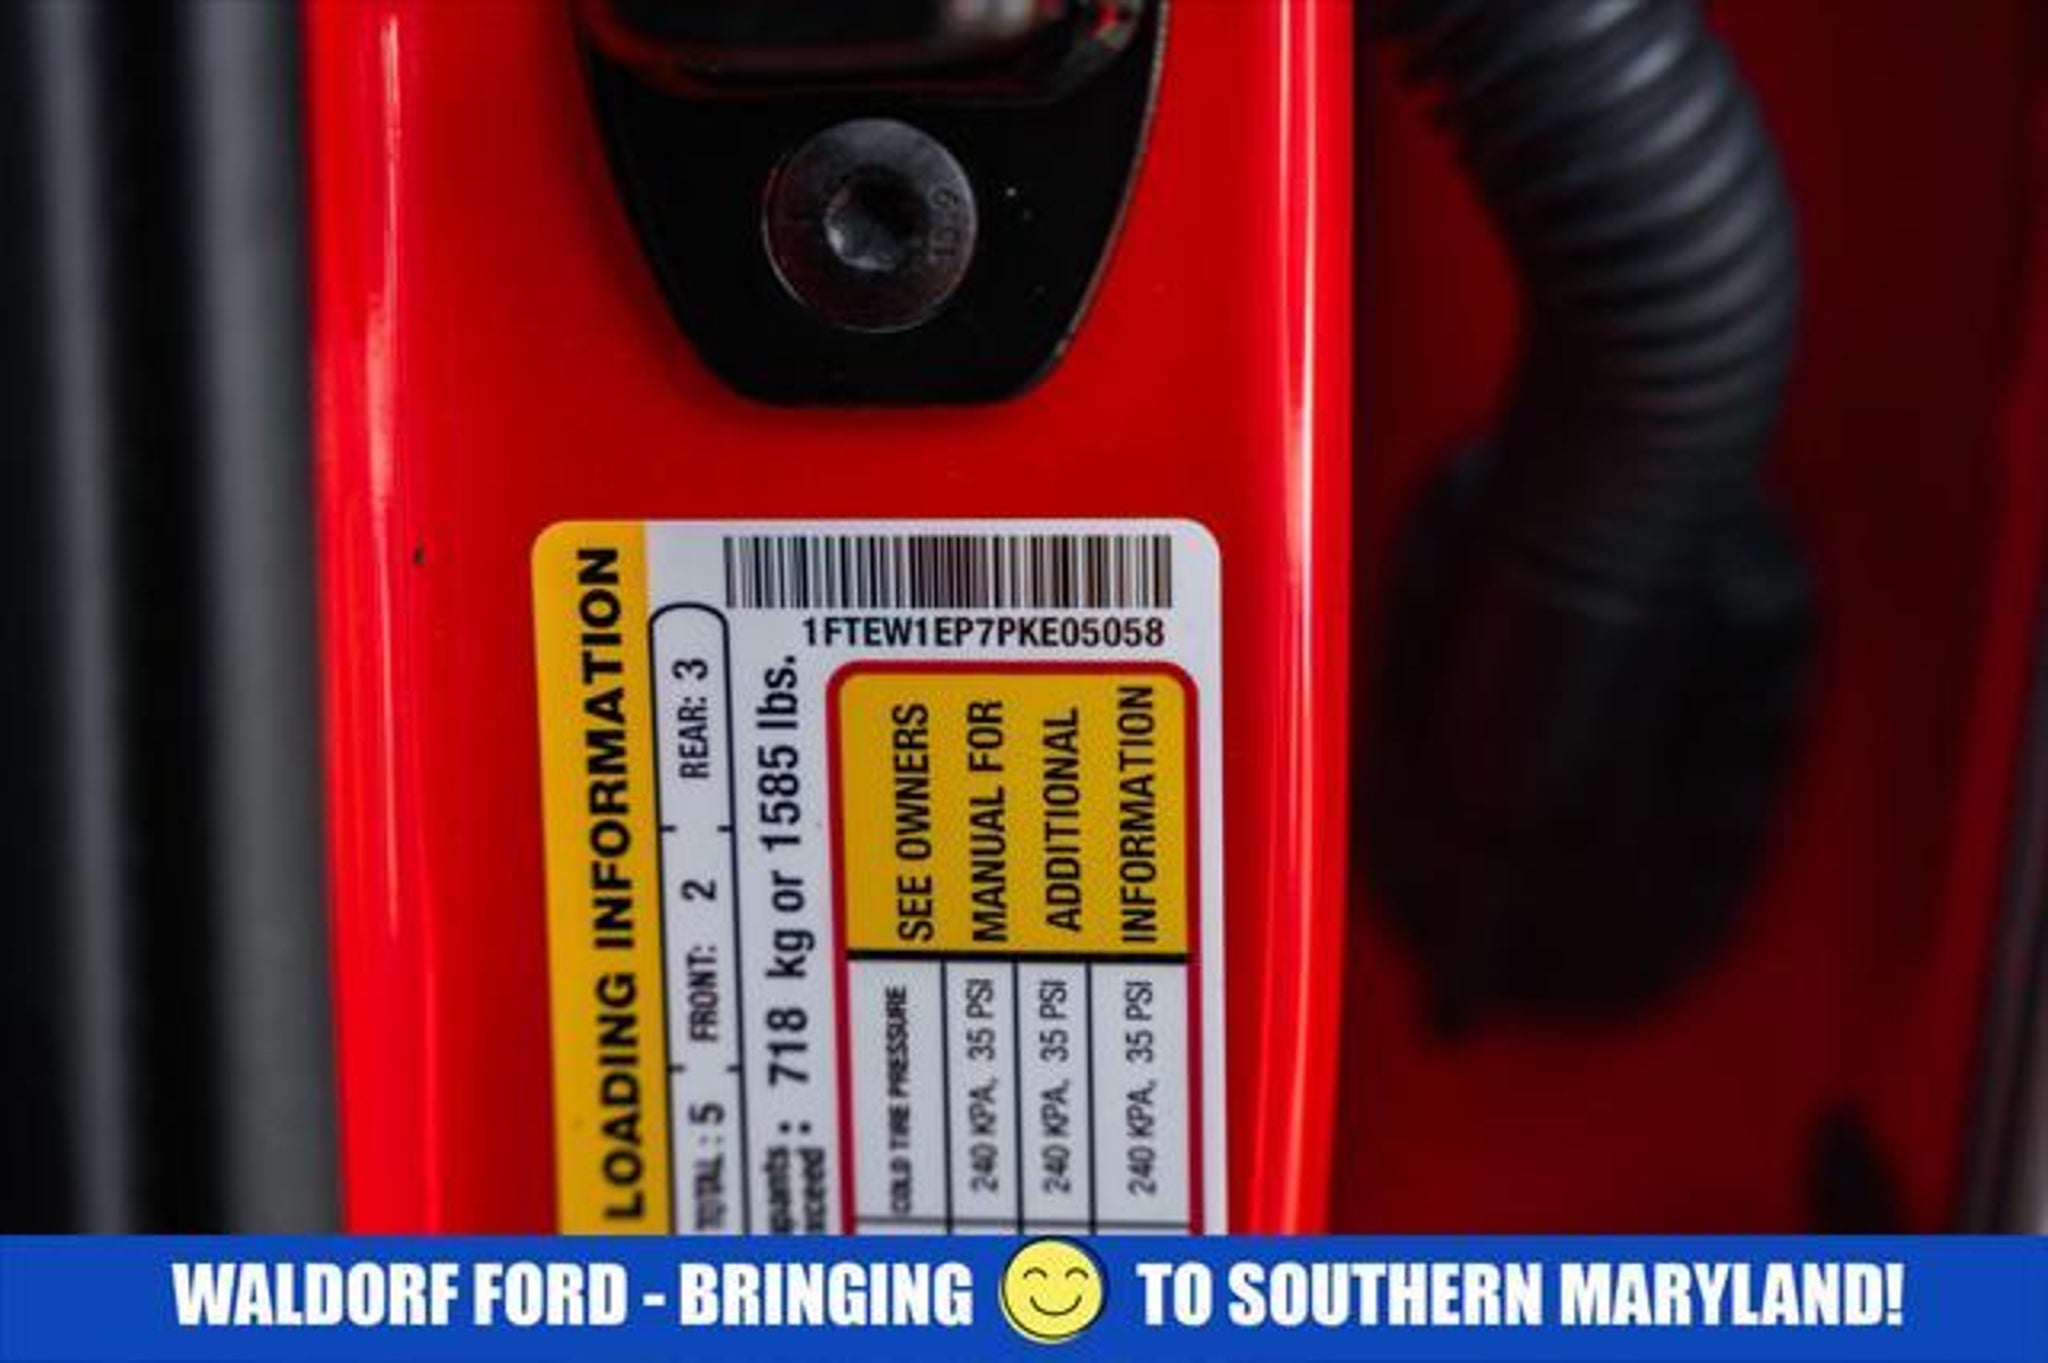 1FTEW1EP7PKE05058
LOADING INFORMATION
TOTAL : 5 FRONT: 2 REAR: 3
: 718 kg or 1585 lbs.
:
COLD TIRE PRESSURE
240 KPA, 35 PSI
240 KPA, 35 PSI
240 KPA, 35 PSI
SEE OWNERS
MANUAL FOR
ADDITIONAL
INFORMATION
WALDORF FORD - BRINGING TO SOUTHERN MARYLAND!